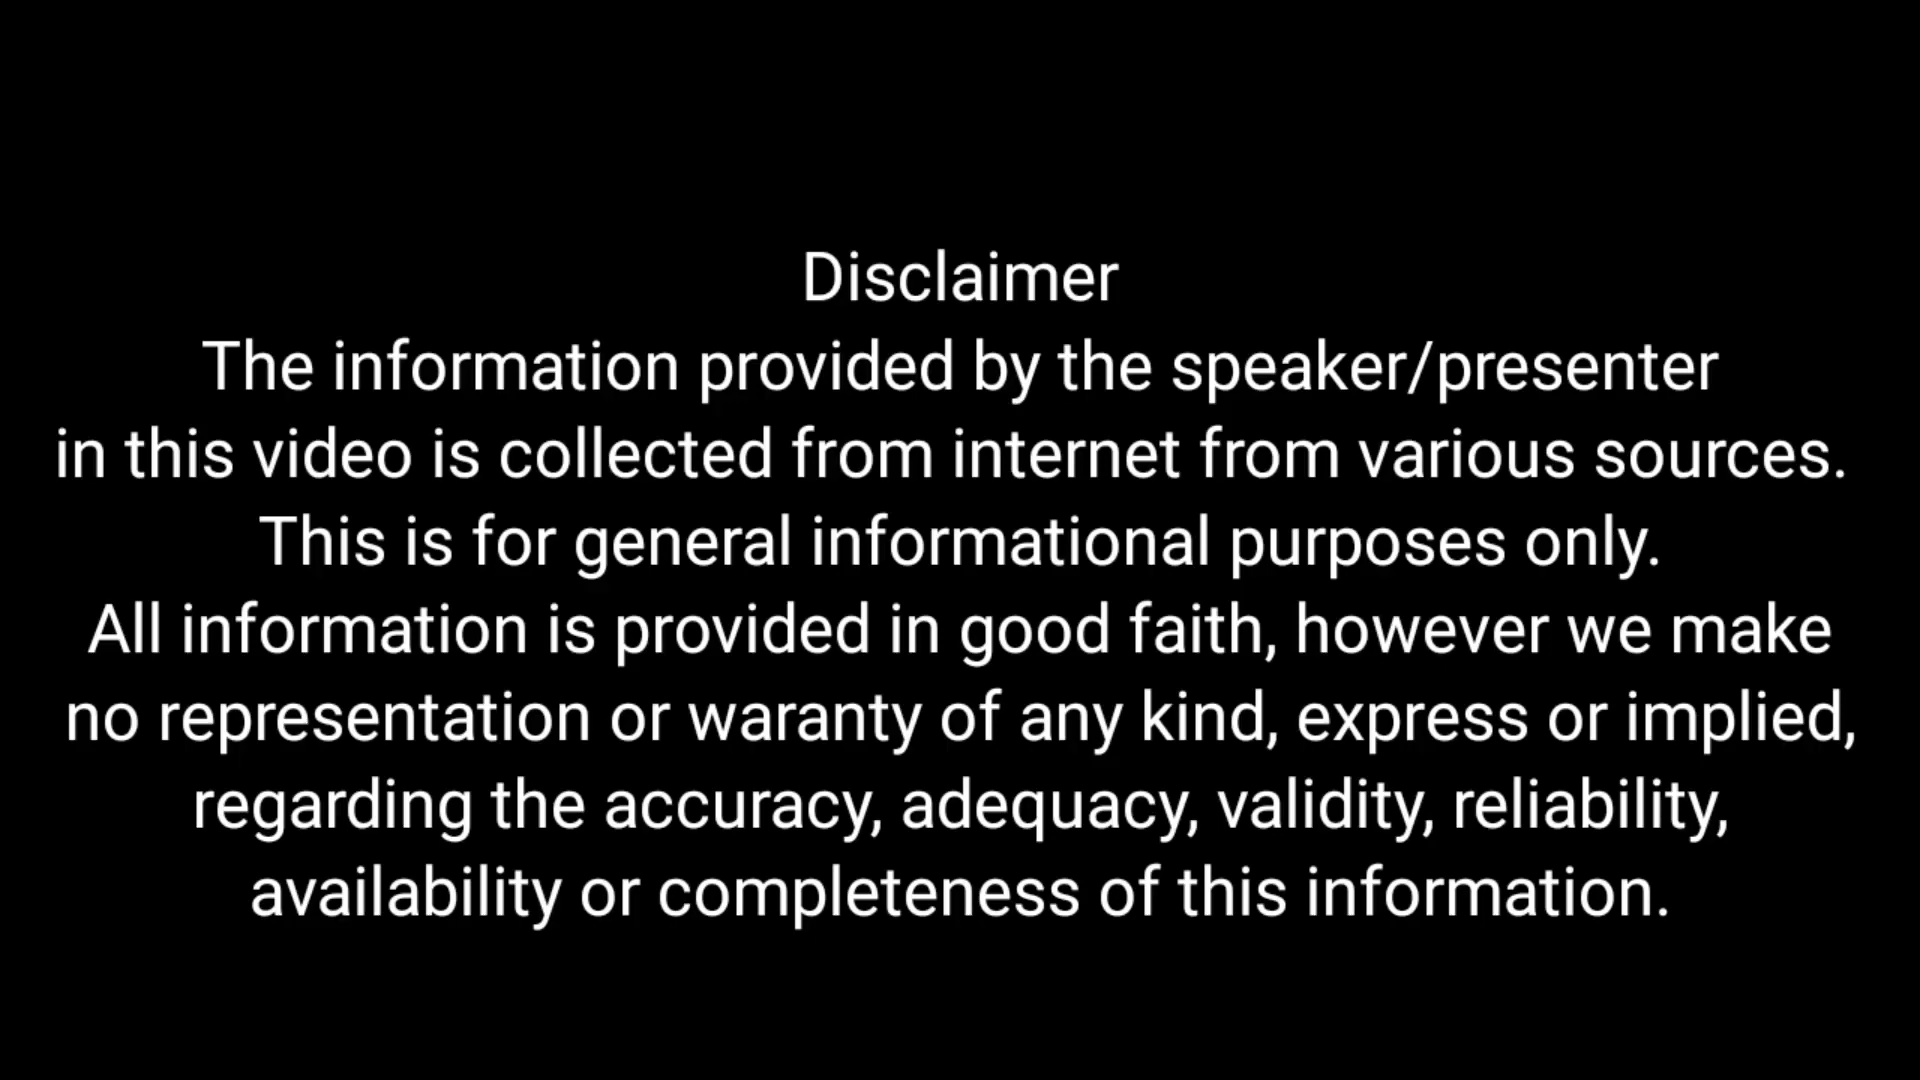 Disclaimer
The information provided by the speaker/presenter
in this video is collected from internet from various sources.
This is for general informational purposes only.
All information is provided in good faith, however we make
no representation or waranty of any kind, express or implied,
regarding the accuracy, adequacy, validity, reliability,
availability or completeness of this information.